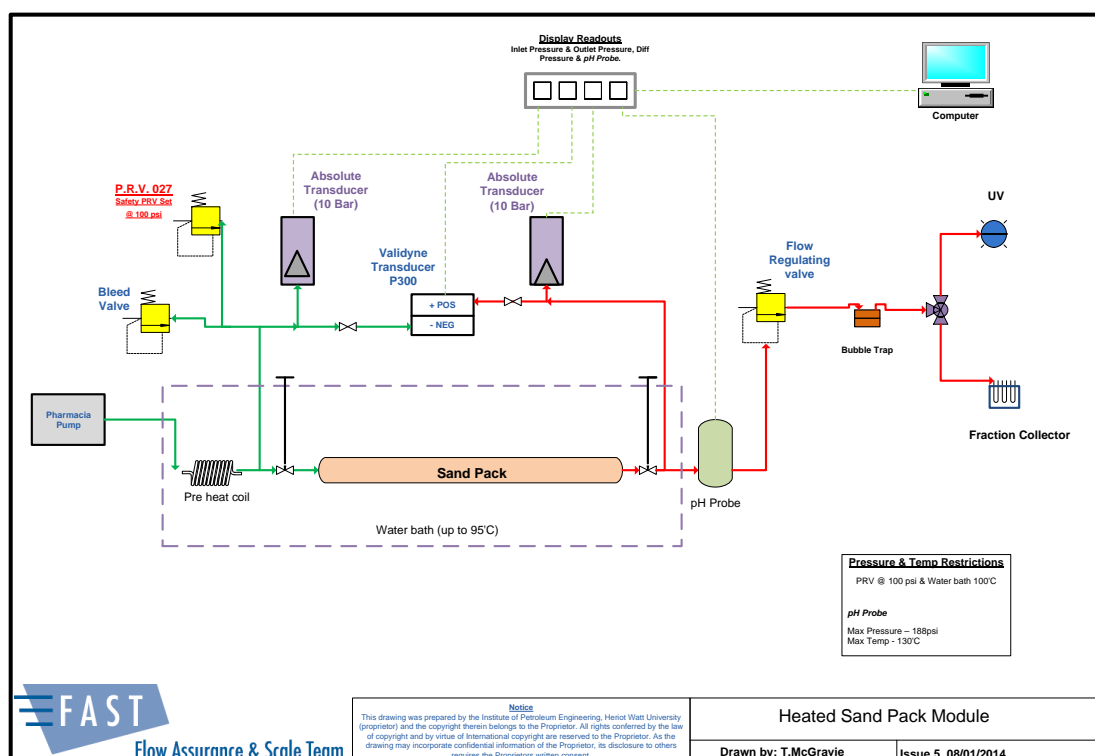 Display Readouts
Inlet Pressure & Outlet Pressure, Diff
Pressure & pH Probe.
Computer
P.R.V. 027
Safety PRV Set
@ 100 psi
Absolute
Transducer
(10 Bar)
Absolute
Transducer
(10 Bar)
UV
Bleed
Valve
Validyne
Transducer
P300
+ POS
- NEG
Flow
Regulating
valve
Bubble Trap
Pharmacia
Pump
Fraction Collector
Pre heat coil
Sand Pack
pH Probe
Water bath (up to 95'C)
Pressure & Temp Restrictions
PRV @ 100 psi & Water bath 100'C
pH Probe
Max Pressure – 188psi
Max Temp - 130'C
FAST
Flow Assurance & Scale Team
Notice
This drawing was prepared by the Institute of Petroleum Engineering, Heriot Watt University
(proprietor) and the copyright therein belongs to the Proprietor. All rights conferred by the law
of copyright and by virtue of International copyright are reserved to the Proprietor. As the
drawing may incorporate confidential information of the Proprietor, its disclosure to others
requires the Proprietors written consent.
Heated Sand Pack Module
Drawn by: T.McGravie
Issue 5 08/01/2014